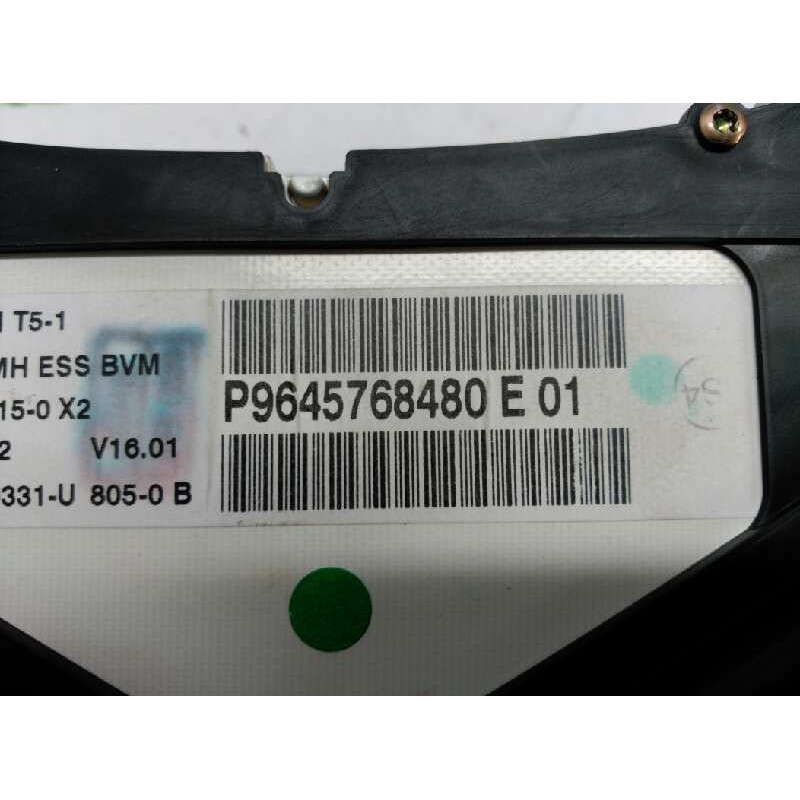 T5-1
MH ESS BVM
15-0 X2
2 V16.01
331-U 805-0 B
P9645768480 E 01